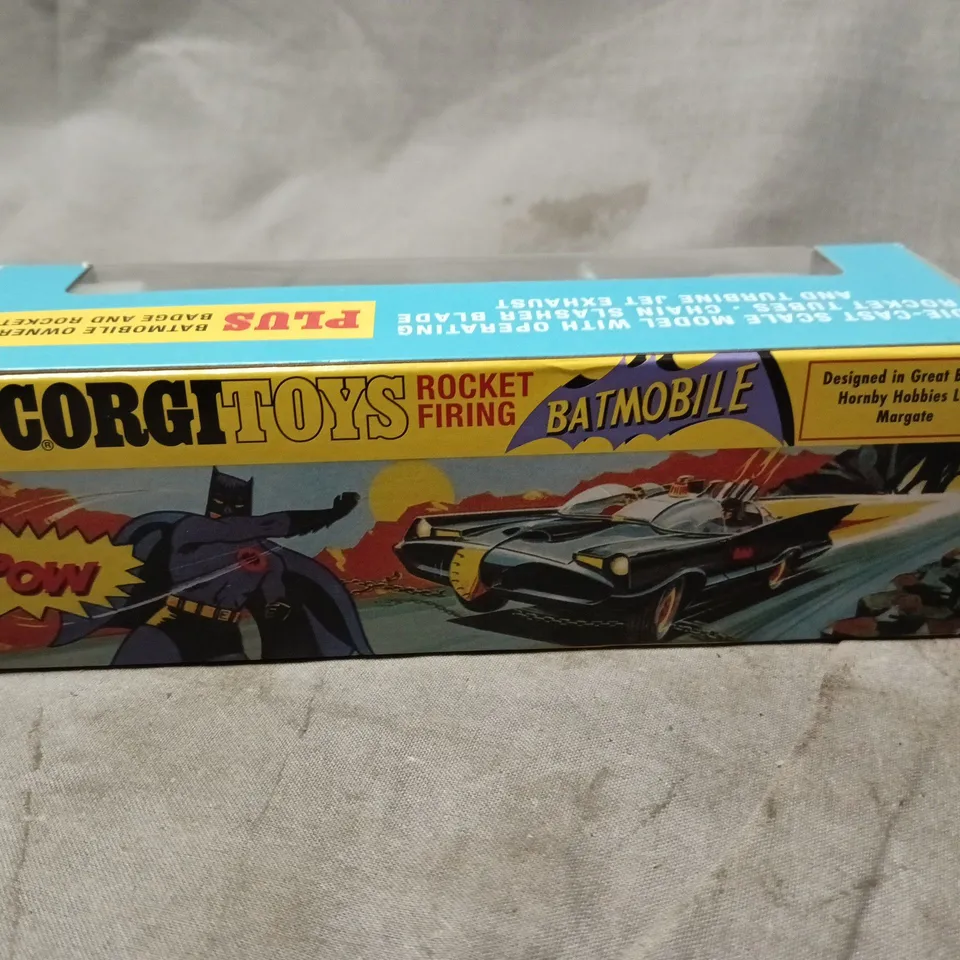 DIE-CAST SCALE MODEL WITH OPERATING
ROCKET TUBES - CHAIN SLASHER BLADE
AND TURBINE JET EXHAUST
PLUS
BATMOBILE OWNER
BADGE AND ROCKET
CORGI TOYS
®
ROCKET
FIRING
BATMOBILE
Designed in Great B
Hornby Hobbies L
Margate
POW